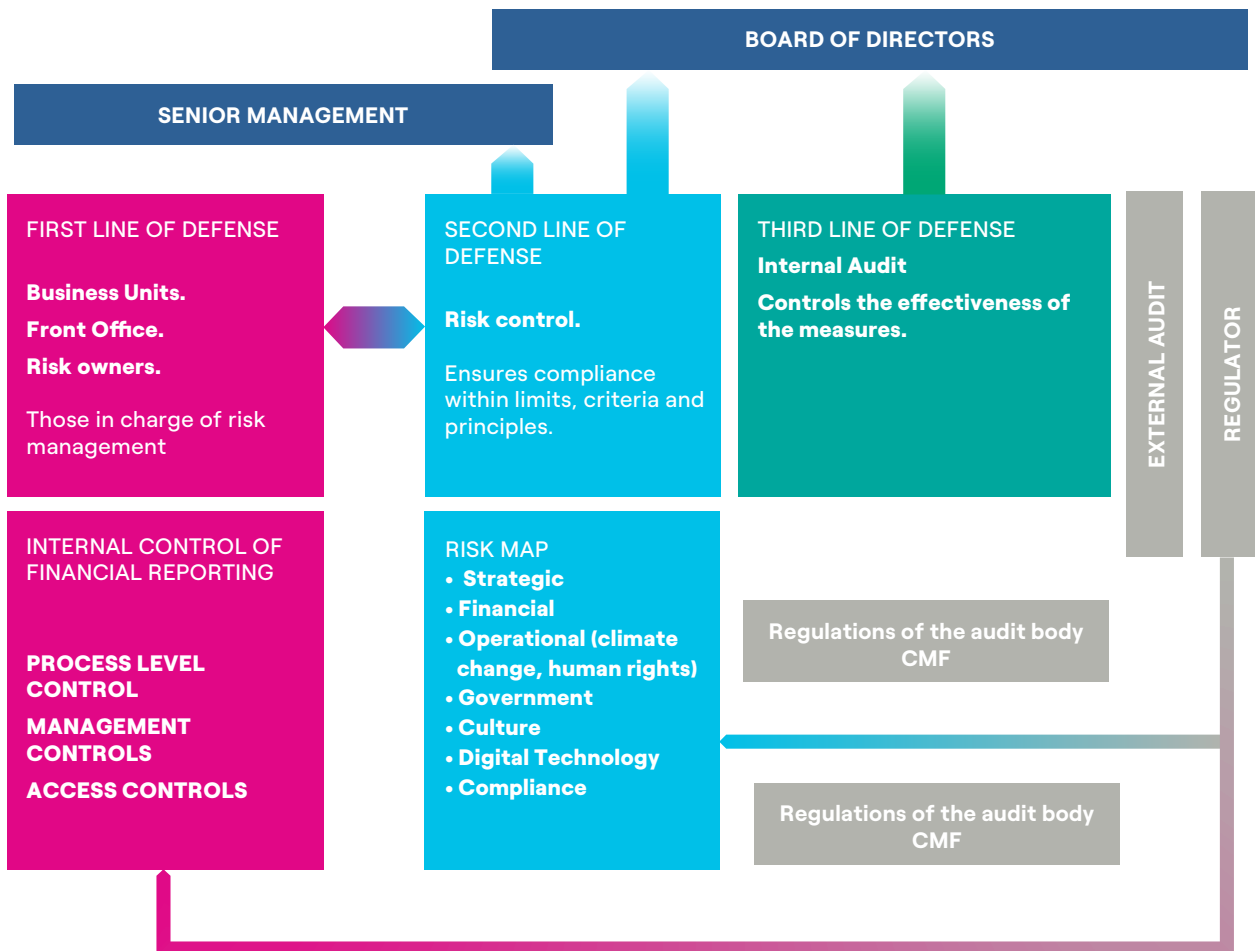 BOARD OF DIRECTORS
SENIOR MANAGEMENT
FIRST LINE OF DEFENSE
Business Units.
Front Office.
Risk owners.
Those in charge of risk
management
SECOND LINE OF
DEFENSE
Risk control.
Ensures compliance
within limits, criteria and
principles.
THIRD LINE OF DEFENSE
Internal Audit
Controls the effectiveness of
the measures.
EXTERNAL AUDIT
REGULATOR
INTERNAL CONTROL OF
FINANCIAL REPORTING
PROCESS LEVEL
CONTROL
MANAGEMENT
CONTROLS
ACCESS CONTROLS
RISK MAP
• Strategic
• Financial
• Operational (climate
change, human rights)
• Government
• Culture
• Digital Technology
• Compliance
Regulations of the audit body
CMF
Regulations of the audit body
CMF